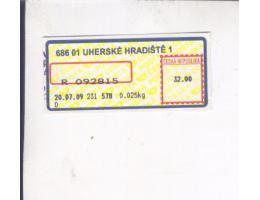 686 01 UHERSKÉ HRADIŠTĚ 1
ČESKÁ REPUBLIKA
R 092815
32.00
20.07.09 231 578 0.025kg
D